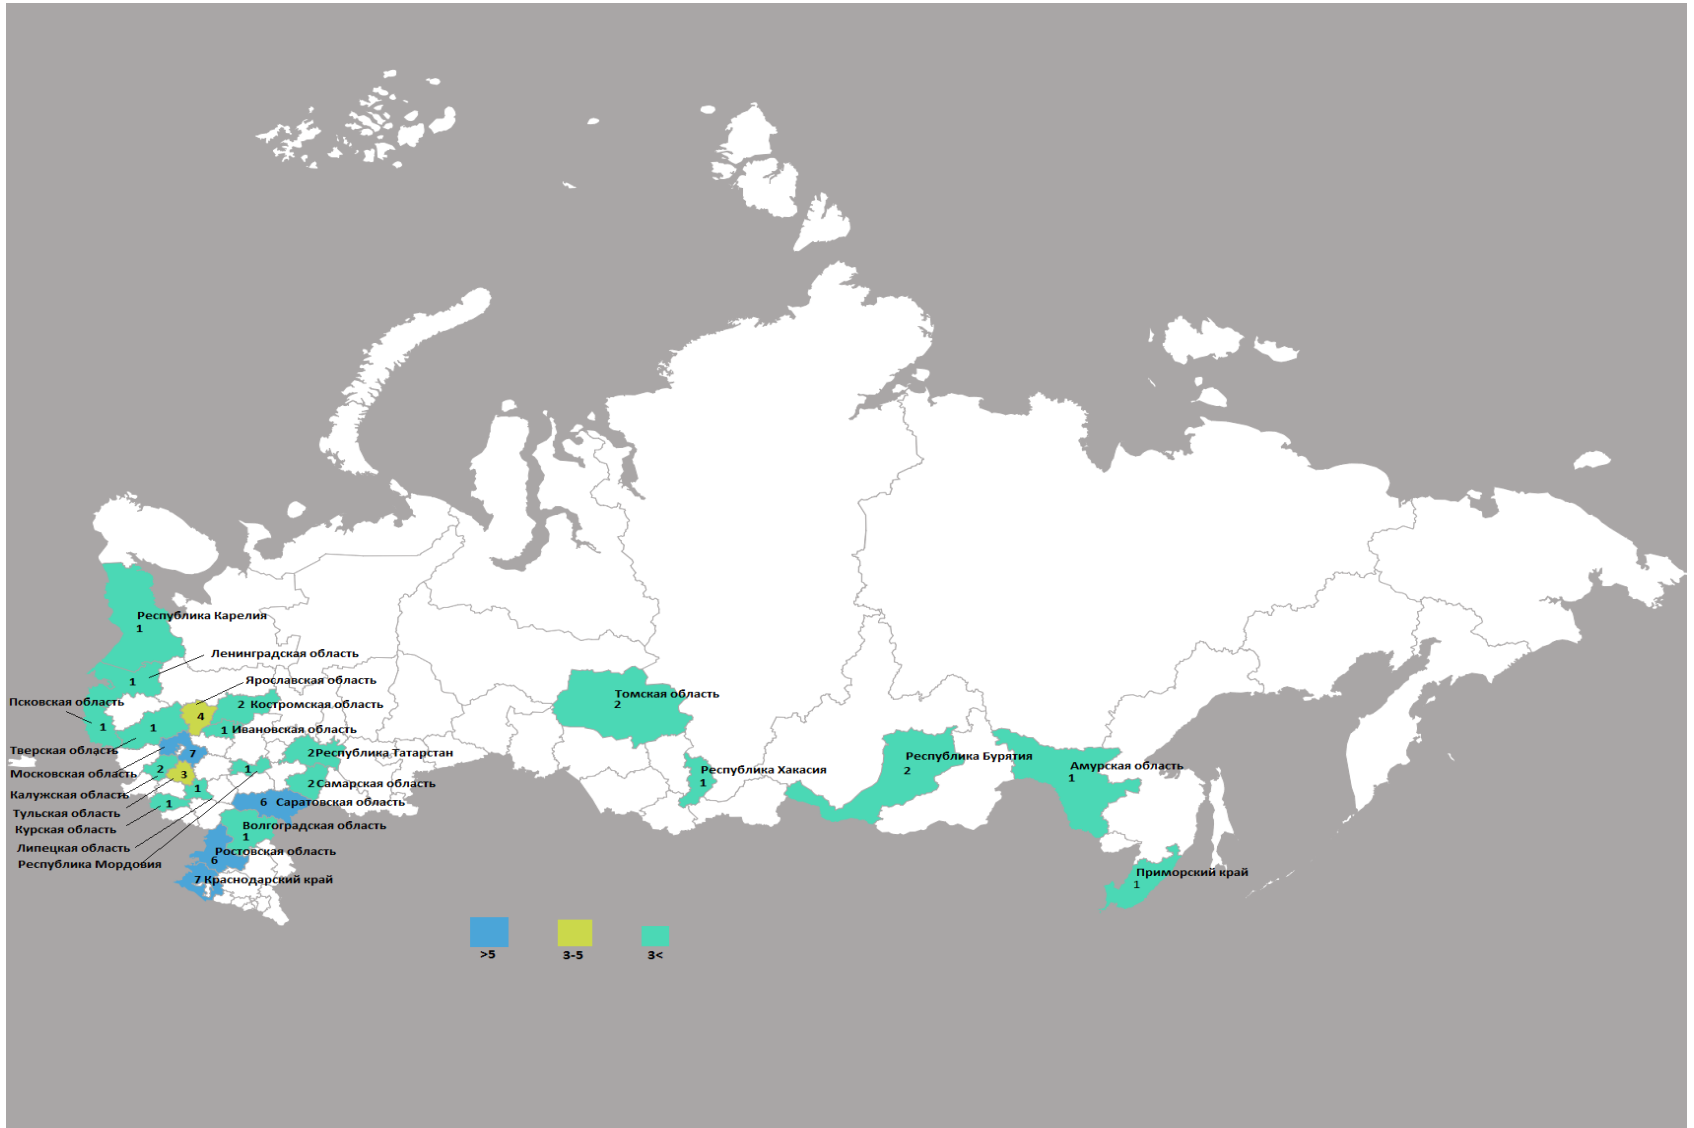 Республика Карелия
1
Ленинградская область
1
Ярославская область
4
Псковская область
1
2 Костромская область
1
1 Ивановская область
Тверская область
7
2 Республика Татарстан
Московская область
2
3
1
Калужская область
2 Самарская область
1
Тульская область
1
6 Саратовская область
Курская область
Волгоградская область
1
Липецкая область
Ростовская область
6
Республика Мордовия
7 Краснодарский край
Томская область
2
Республика Хакасия
1
Республика Бурятия
2
Амурская область
1
Приморский край
1
>5
3-5
3<